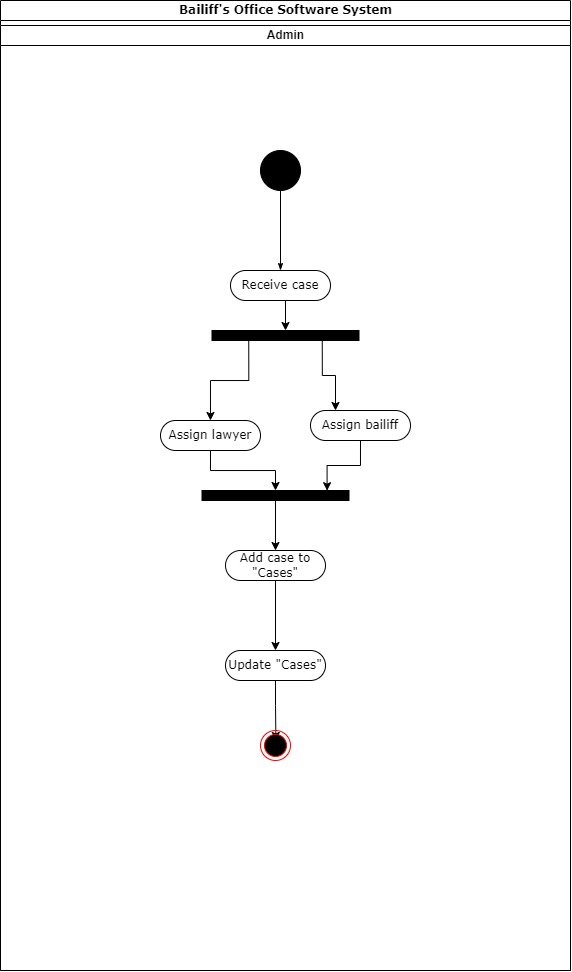 Bailiff's Office Software System
Admin
Receive case
Assign lawyer
Assign bailiff
Add case to
"Cases"
Update "Cases"